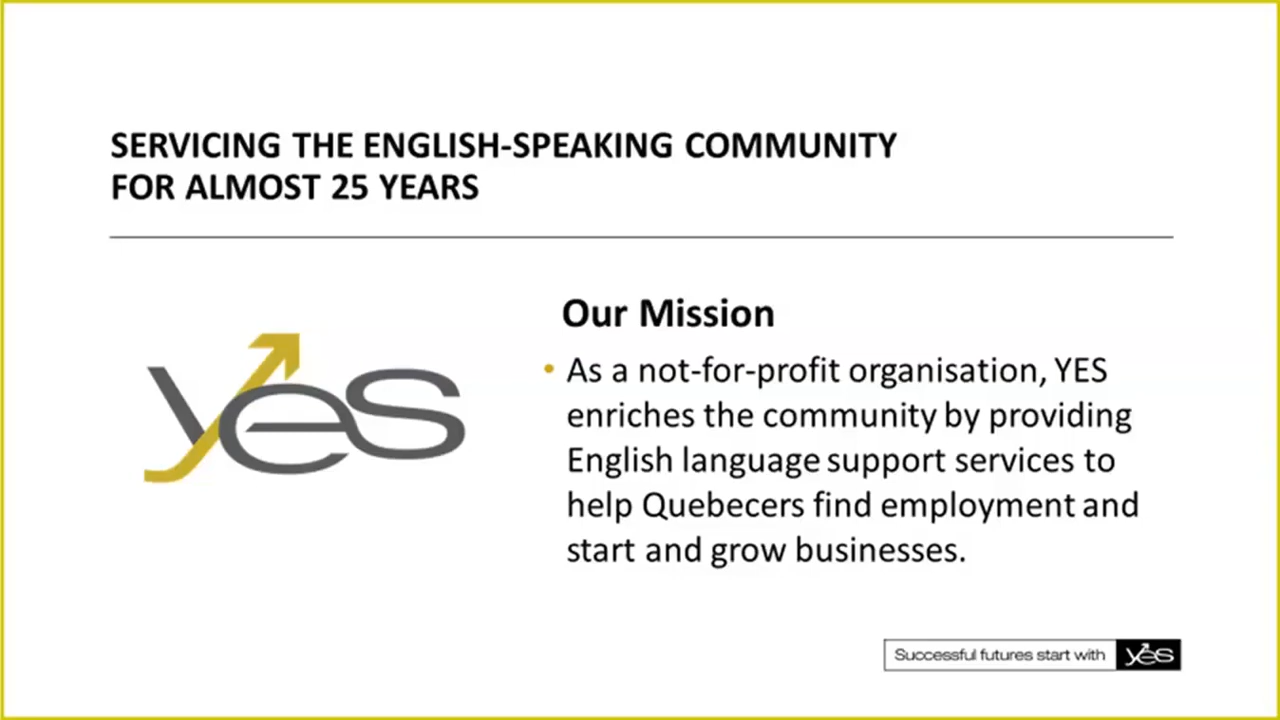 SERVICING THE ENGLISH-SPEAKING COMMUNITY
FOR ALMOST 25 YEARS
Our Mission
yes
• As a not-for-profit organisation, YES
enriches the community by providing
English language support services to
help Quebecers find employment and
start and grow businesses.
Successful futures start with yes